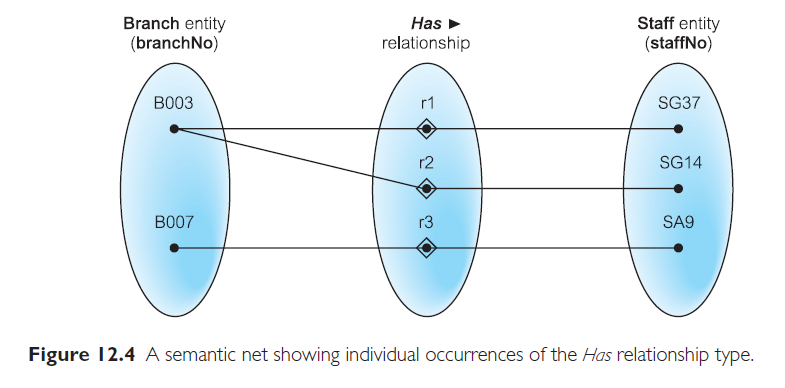 Branch entity
(branchNo)
Has ►
relationship
Staff entity
(staffNo)
B003
r1
SG37
r2
SG14
B007
r3
SA9
Figure 12.4 A semantic net showing individual occurrences of the Has relationship type.